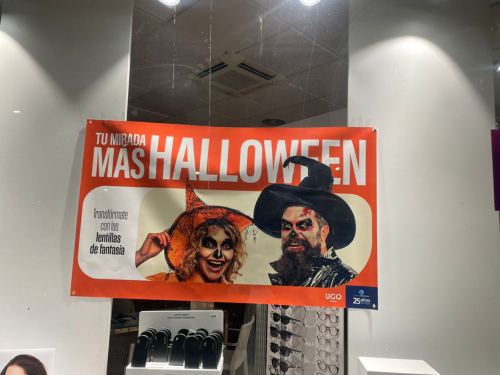 TU MIRADA
MÁS HALLOWEEN
Transfórmate
con las
lentillas
de fantasía
UGO
25 años